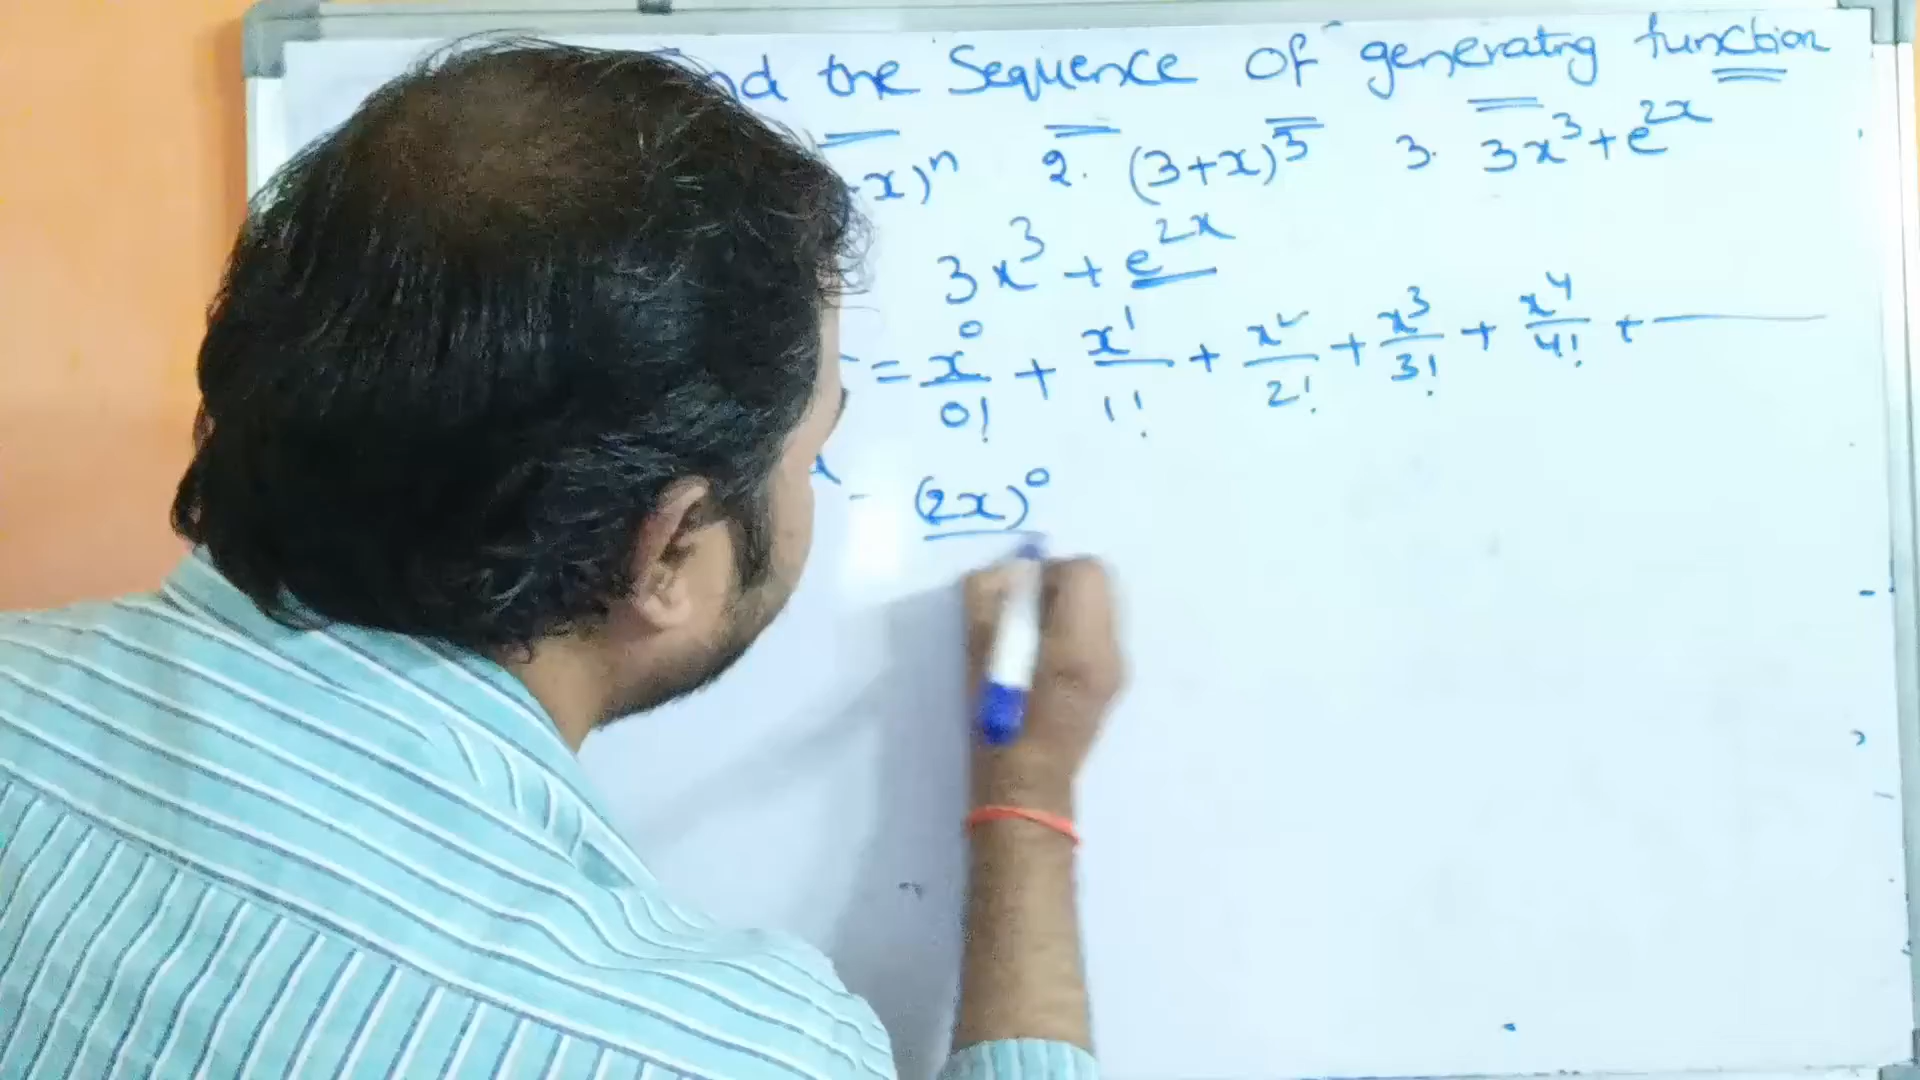 the Sequence Of generating function
x)^n 2. (3+x)^3 3. 3x^3+e^2x
3x^3 + e^2x
= x^0/0! + x^1/1! + x^2/2! + x^3/3! + x^4/4! + ———
(2x)^0